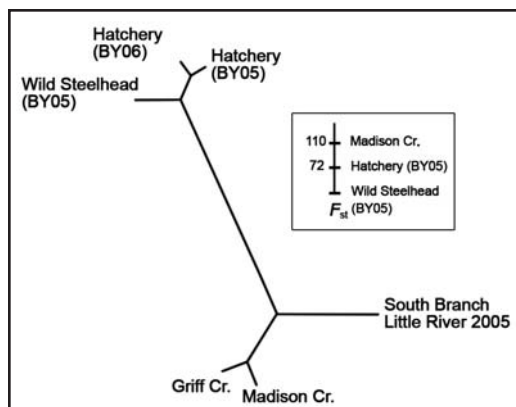 Hatchery
(BY06)
Hatchery
(BY05)
Wild Steelhead
(BY05)
110 Madison Cr.
72 Hatchery (BY05)
Wild Steelhead
Fst (BY05)
South Branch
Little River 2005
Griff Cr.
Madison Cr.